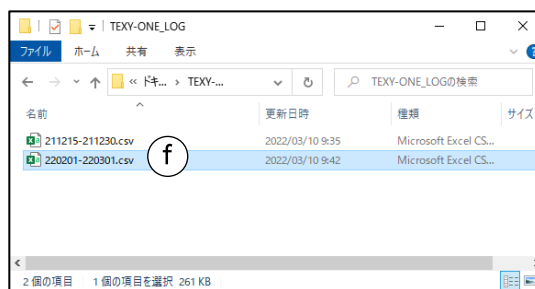 TEXY-ONE_LOG
ファイル ホーム 共有 表示
« ドキ... › TEXY-... TEXY-ONE_LOGの検索
名前 更新日時 種類 サイズ
211215-211230.csv 2022/03/10 9:35 Microsoft Excel CS...
220201-220301.csv f 2022/03/10 9:42 Microsoft Excel CS...
2 個の項目 1 個の項目を選択 261 KB